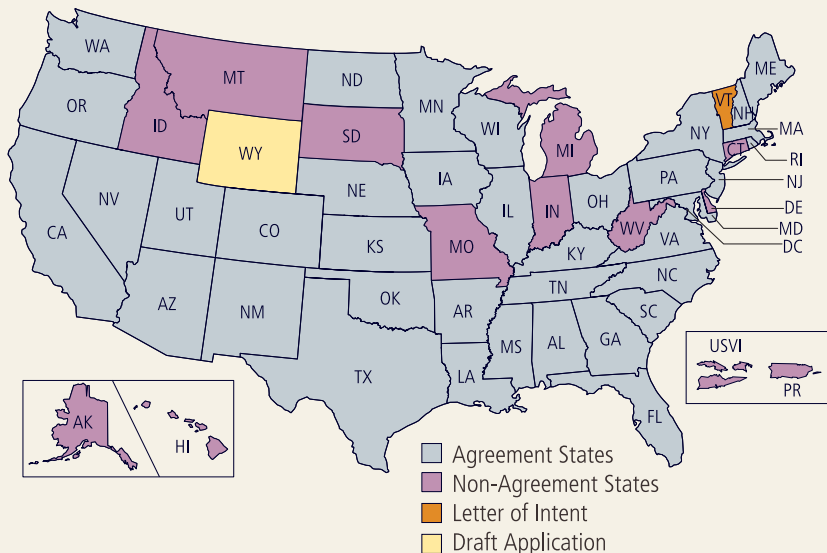 WA
MT
ND
MN
ME
VT
NH
OR
ID
SD
WI
NY
MA
WY
MI
RI
CT
IA
PA
NJ
NE
NV
OH
IL
IN
DE
UT
MD
CA
CO
WV
VA
DC
KS
MO
KY
NC
TN
AZ
NM
OK
AR
SC
MS
AL
GA
USVI
TX
LA
PR
FL
AK
HI
Agreement States
Non-Agreement States
Letter of Intent
Draft Application